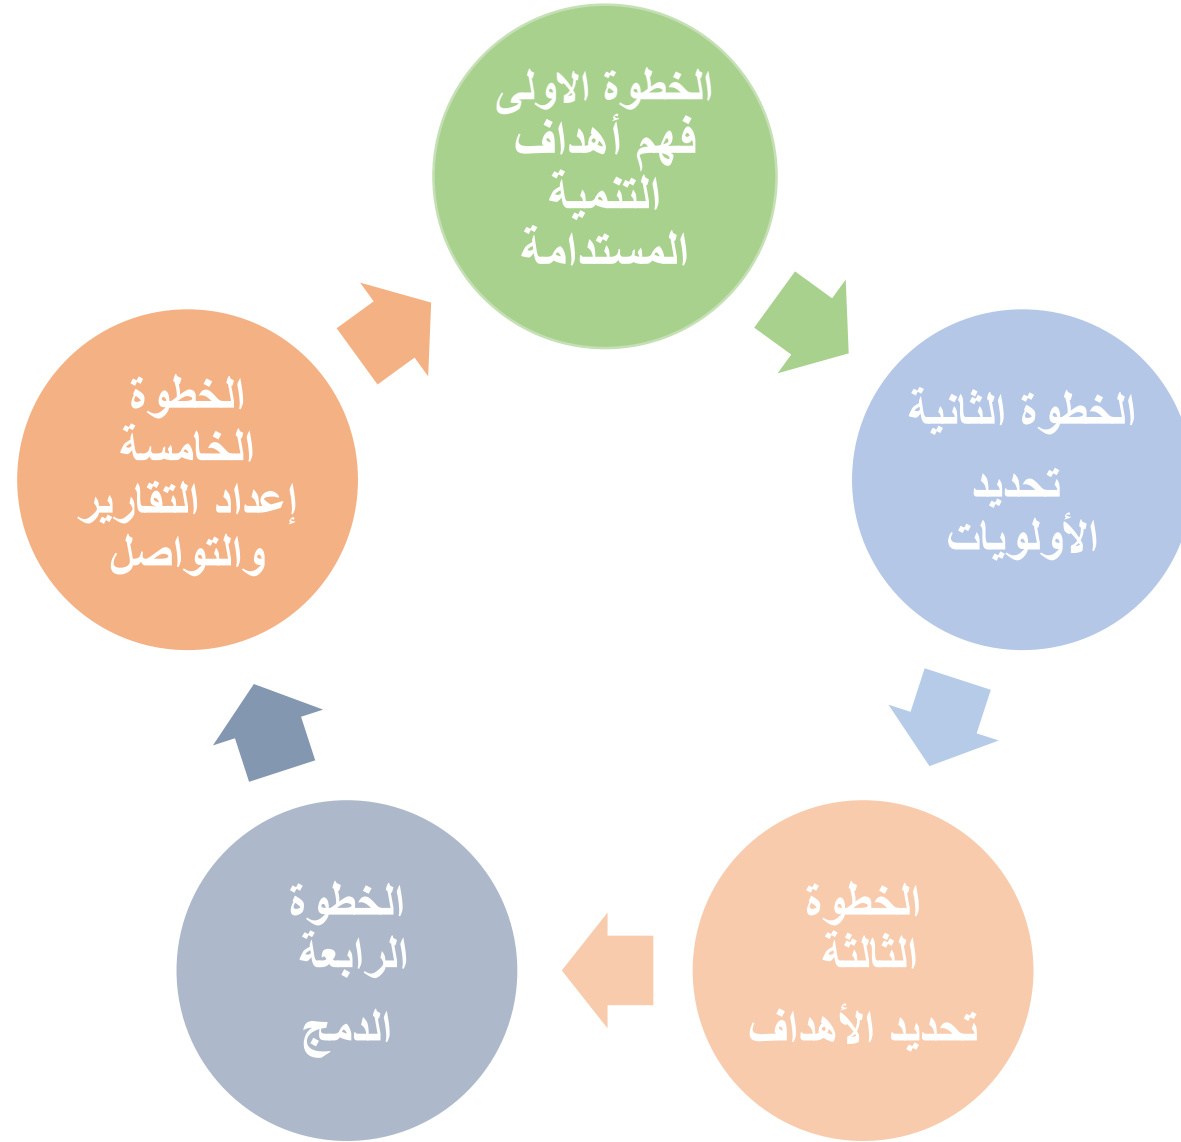 الخطوة الاولى
فهم أهداف
التنمية
المستدامة
الخطوة الثانية
تحديد
الأولويات
الخطوة
الثالثة
تحديد الأهداف
الخطوة
الرابعة
الدمج
الخطوة
الخامسة
إعداد التقارير
والتواصل